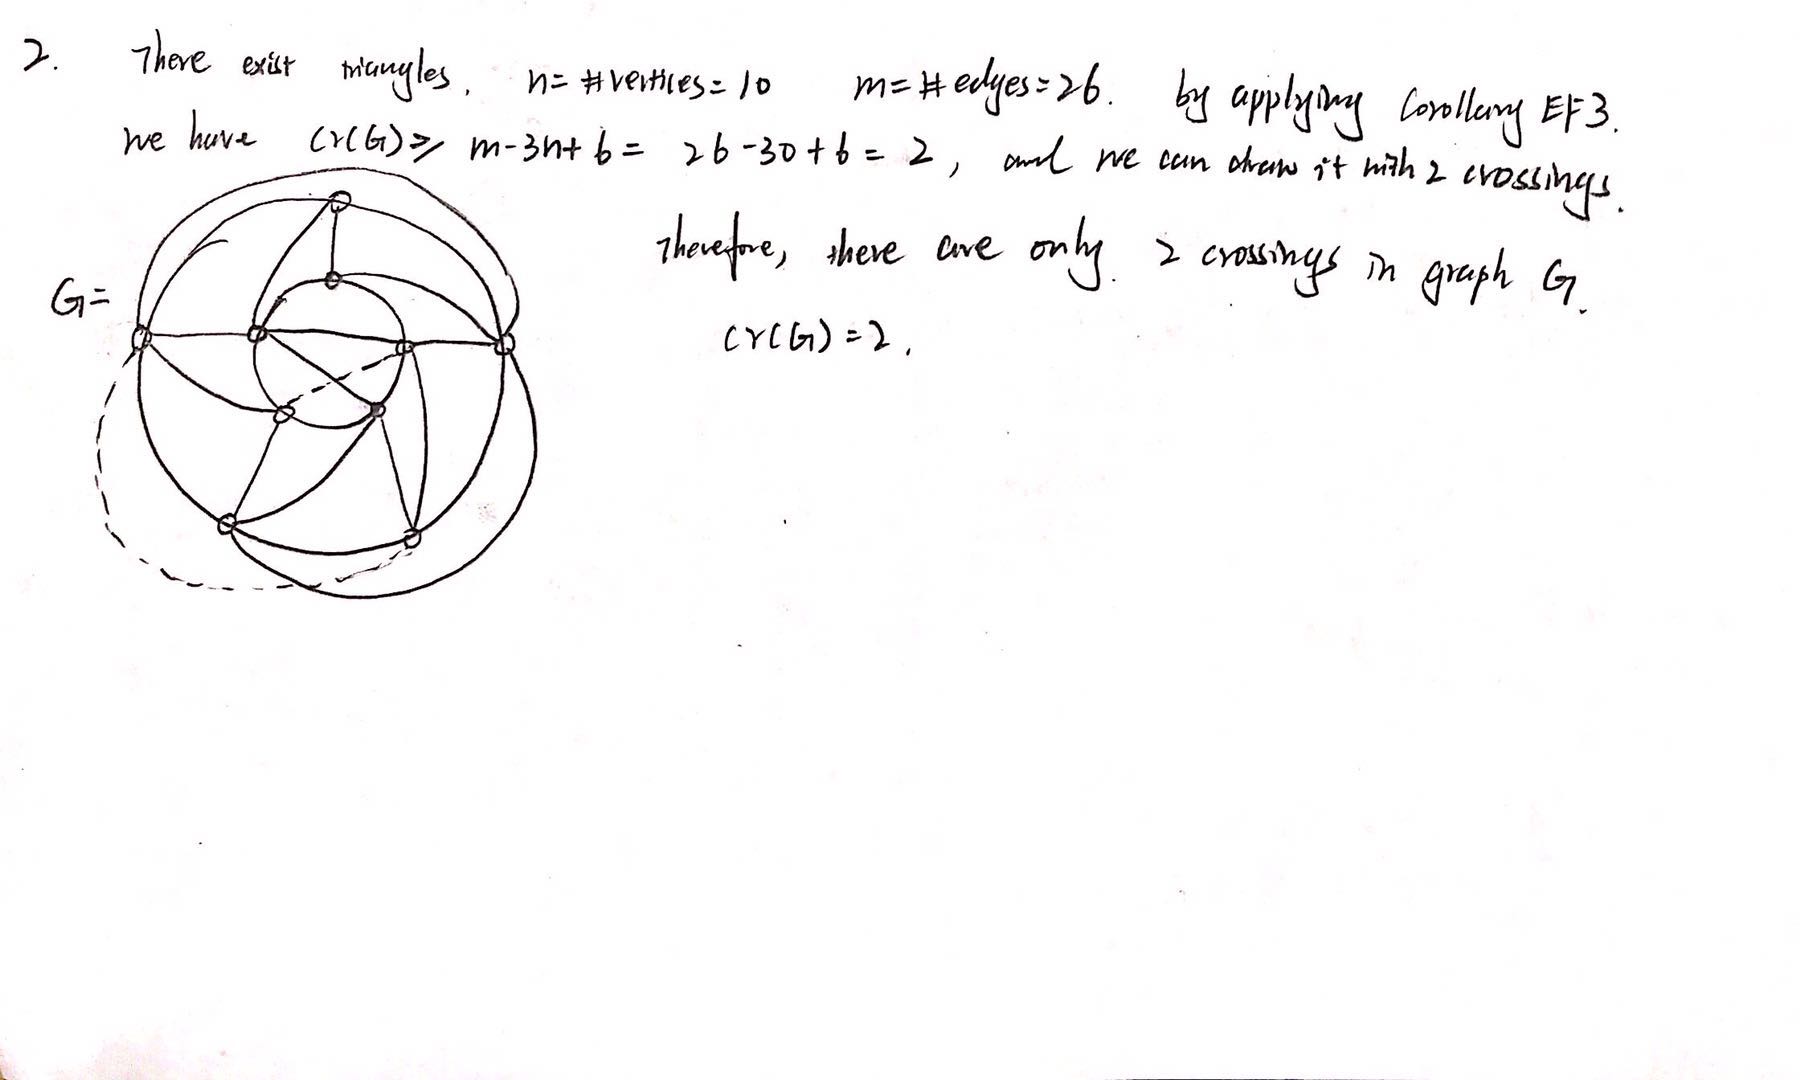 2. There exist triangles. n= #vertices=10 m=#edges=26. by applying Corollary EF3.
we have cr(G)⩾ m-3n+6= 26-30+6=2, and we can draw it with 2 crossings.
Therefore, there are only 2 crossings in graph G.
G=
cr(G)=2.